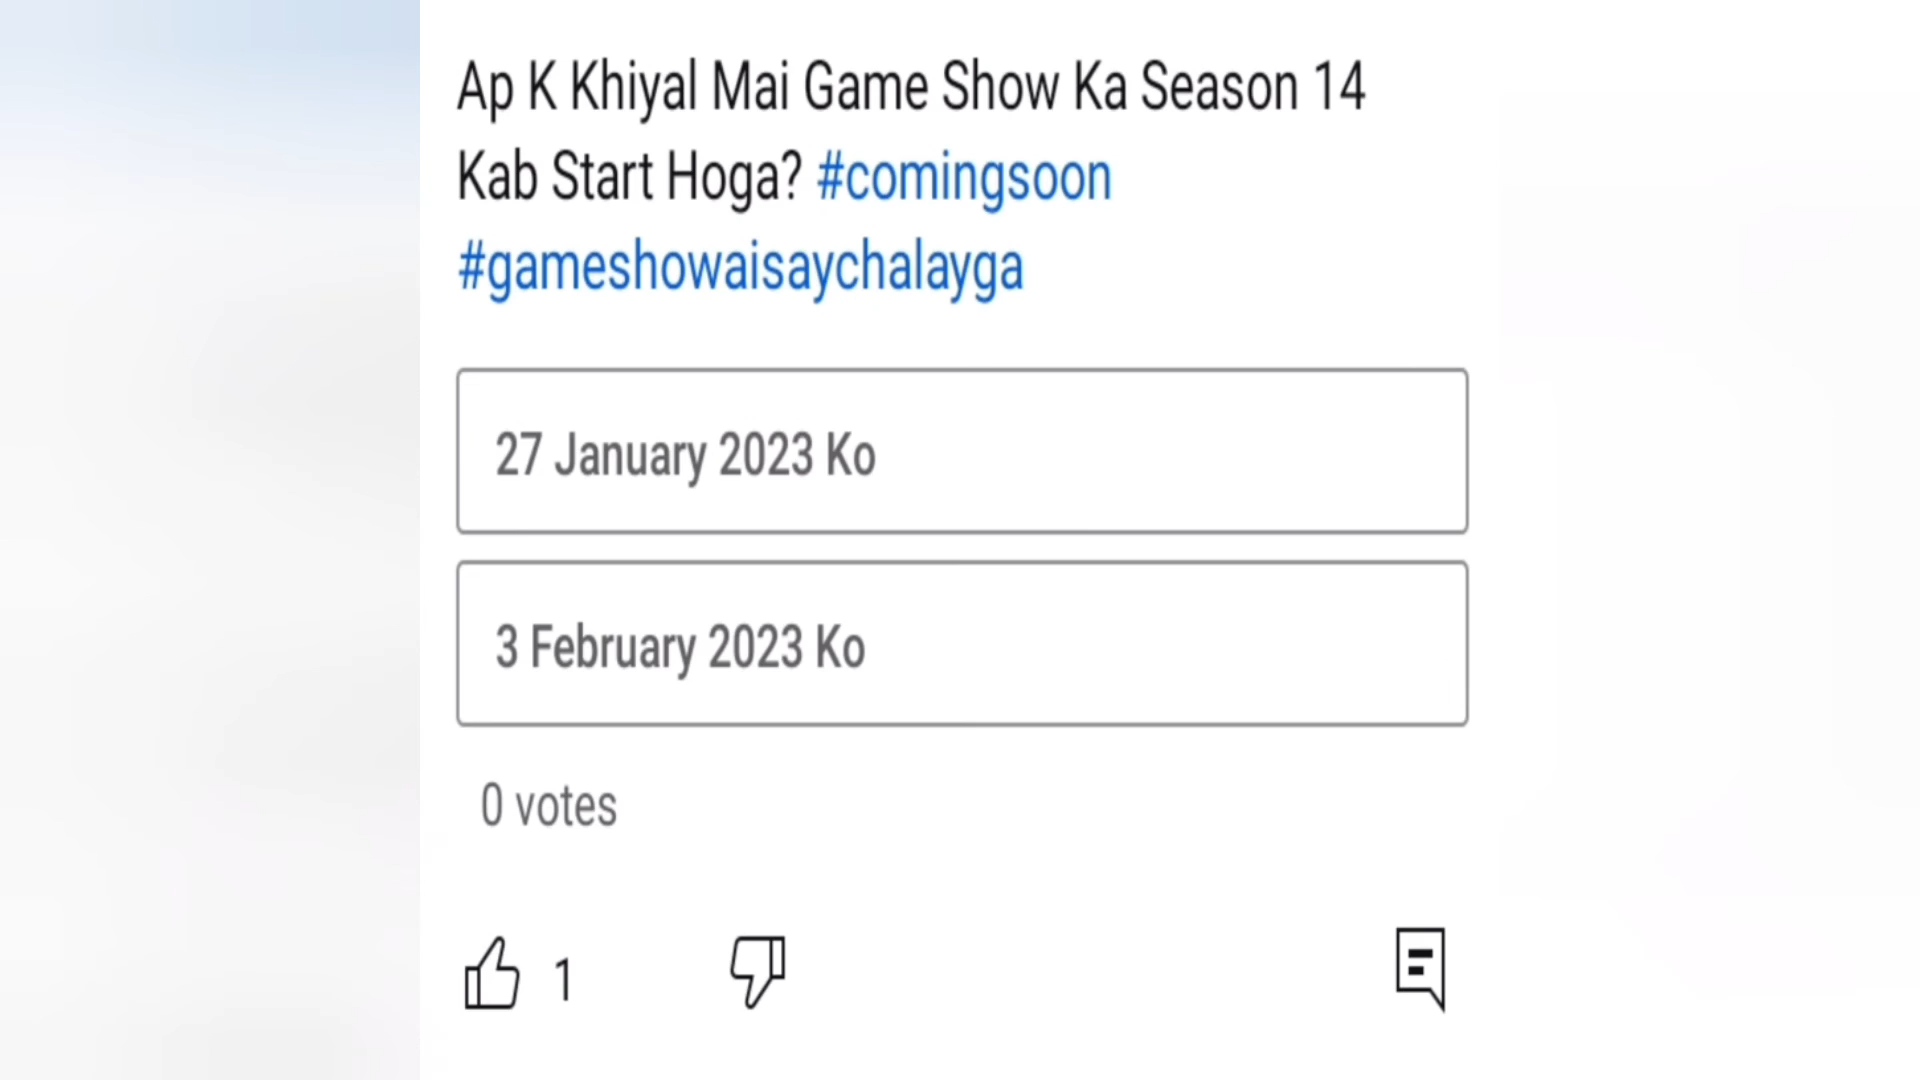 Ap K Khiyal Mai Game Show Ka Season 14
Kab Start Hoga? #comingsoon
#gameshowaisaychalayga
27 January 2023 Ko
3 February 2023 Ko
0 votes
1